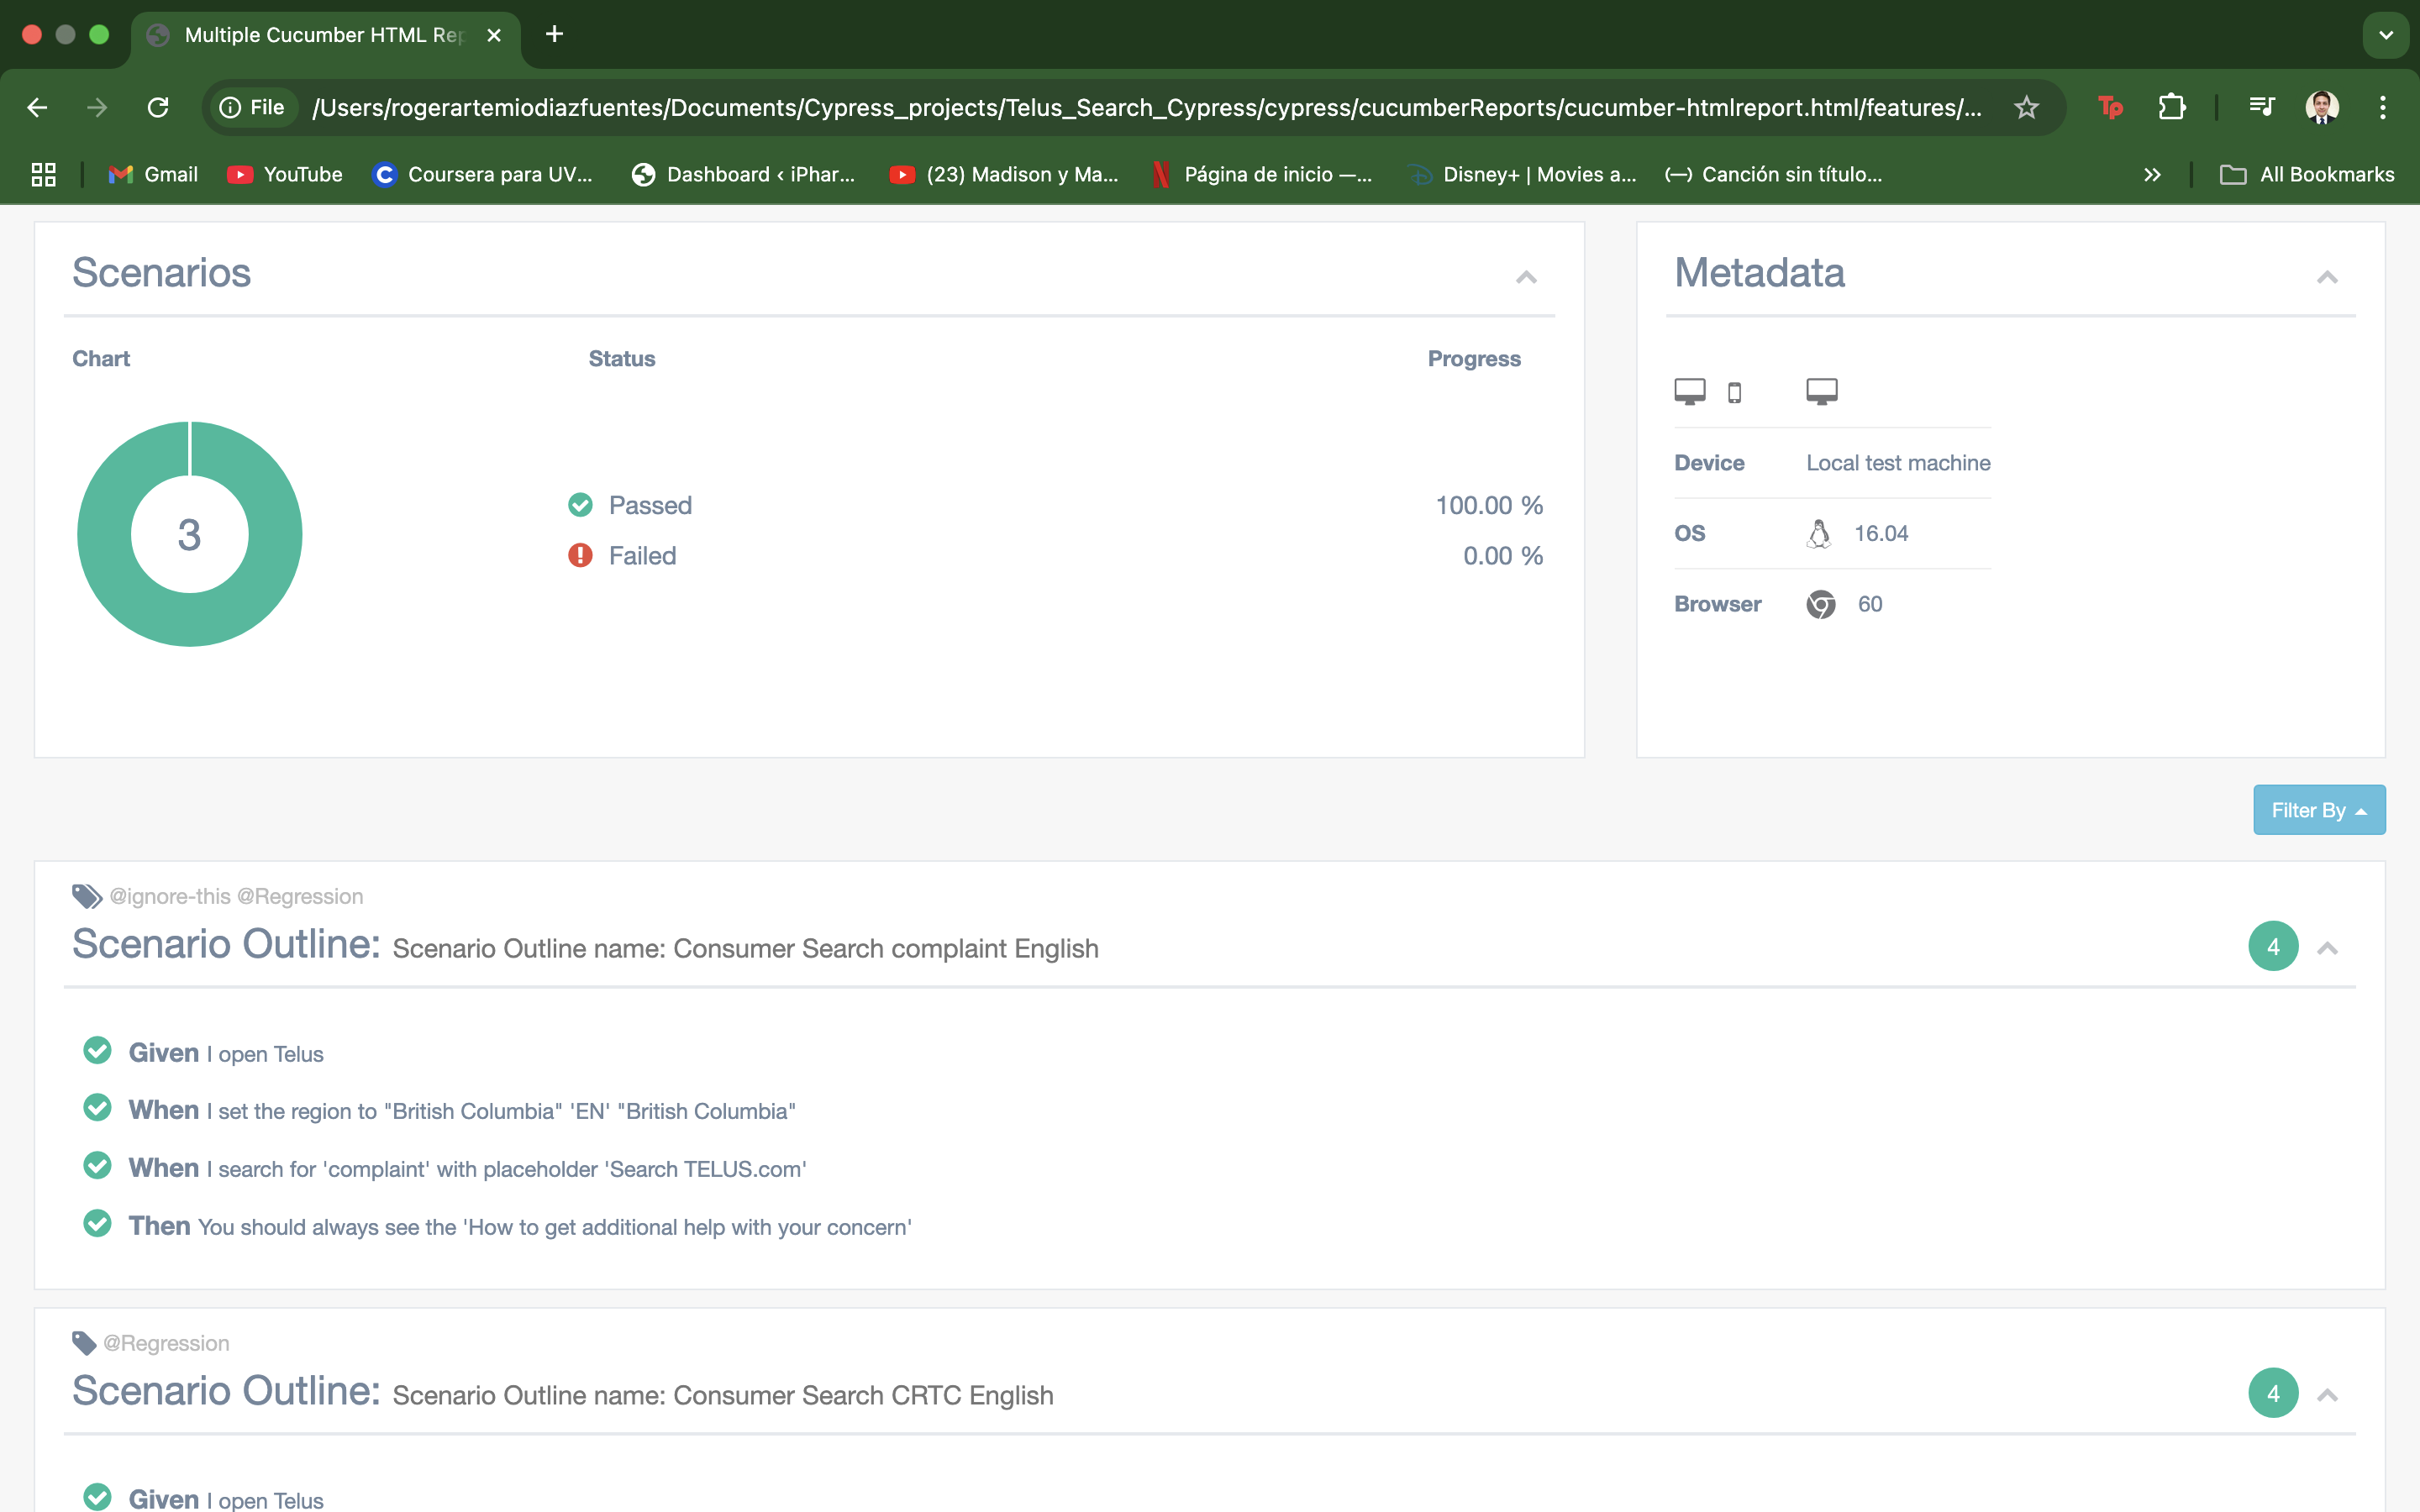 Multiple Cucumber HTML Rep
File /Users/rogerartemiodiazfuentes/Documents/Cypress_projects/Telus_Search_Cypress/cypress/cucumberReports/cucumber-htmlreport.html/features/...
Tp
Gmail YouTube Coursera para UV... Dashboard ‹ iPhar... (23) Madison y Ma... Página de inicio —... Disney+ | Movies a... Canción sin título... All Bookmarks
Scenarios
Chart Status Progress
3
Passed 100.00 %
Failed 0.00 %
Metadata
Device Local test machine
OS 16.04
Browser 60
Filter By
@ignore-this @Regression
Scenario Outline: Scenario Outline name: Consumer Search complaint English 4
Given I open Telus
When I set the region to "British Columbia" 'EN' "British Columbia"
When I search for 'complaint' with placeholder 'Search TELUS.com'
Then You should always see the 'How to get additional help with your concern'
@Regression
Scenario Outline: Scenario Outline name: Consumer Search CRTC English 4
Given I open Telus